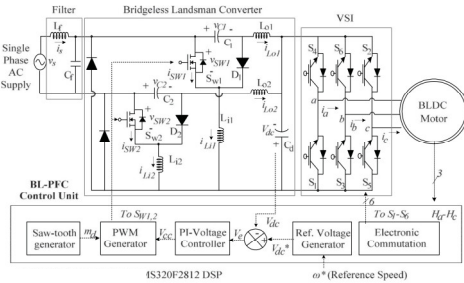 Filter
Bridgeless Landsman Converter
VSI
Single
Phase
AC
Supply
Lf
is
vs
Cf
vC1
C1
Lo1
iLo1
iSW1
vSW1
Sw1
D1
vC2
C2
Lo2
iLo2
vSW2
Sw2
iSW2
D2
Li1
iLi1
Li2
iLi2
Vdc
Cd
S4
S6
S2
a
b
c
ia
ib
ic
S1
S3
S5
BLDC
Motor
3
6
BL-PFC
Control Unit
To SW1,2
To S1-S6
Ha-Hc
Saw-tooth
generator
md
PWM
Generator
Vcc
PI-Voltage
Controller
Ve
Vdc
Vdc*
Ref. Voltage
Generator
Electronic
Commutation
MS320F2812 DSP
ω* (Reference Speed)